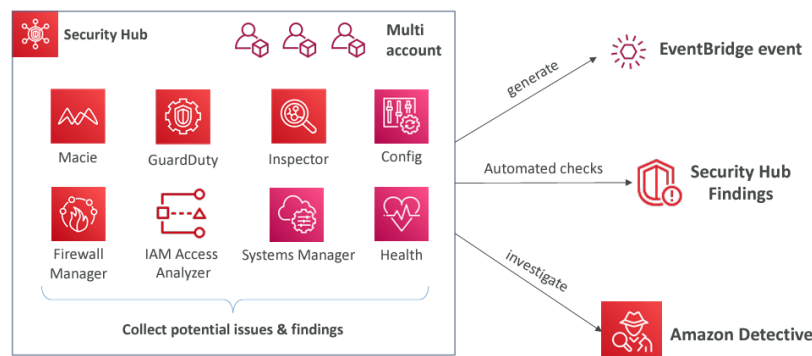 Security Hub
Multi
account
EventBridge event
generate
Macie
GuardDuty
Inspector
Config
Automated checks
Security Hub
Findings
Firewall
Manager
IAM Access
Analyzer
Systems Manager
Health
investigate
Collect potential issues & findings
Amazon Detective